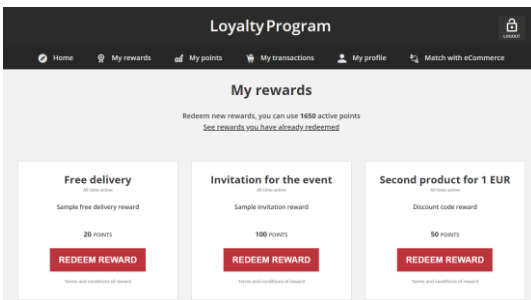 Loyalty Program
LOGOUT
Home My rewards My points My transactions My profile Match with eCommerce
My rewards
Redeem new rewards, you can use 1650 active points
See rewards you have already redeemed
Free delivery Invitation for the event Second product for 1 EUR
All time active All time active All time active
Sample free delivery reward Sample invitation reward Discount code reward
20 POINTS 100 POINTS 50 POINTS
REDEEM REWARD REDEEM REWARD REDEEM REWARD
Terms and conditions of reward Terms and conditions of reward Terms and conditions of reward